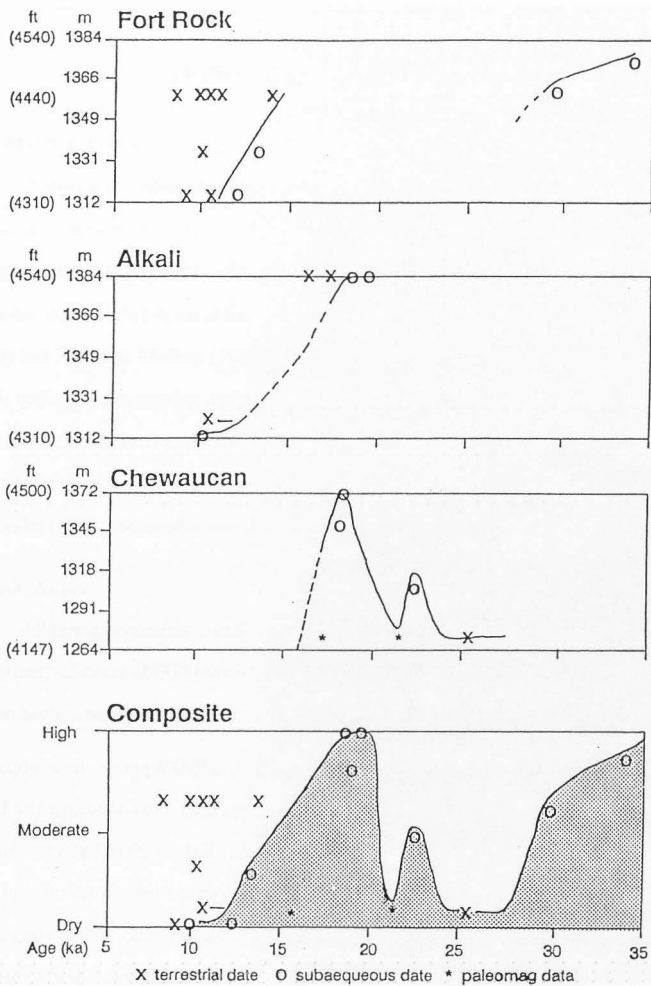 Fort Rock
ft m
(4540) 1384
1366
(4440)
1349
1331
(4310) 1312
Alkali
ft m
(4540) 1384
1366
1349
1331
(4310) 1312
Chewaucan
ft m
(4500) 1372
1345
1318
1291
(4147) 1264
Composite
High
Moderate
Dry
Age (ka) 5 10 15 20 25 30 35
X terrestrial date O subaequeous date * paleomag data